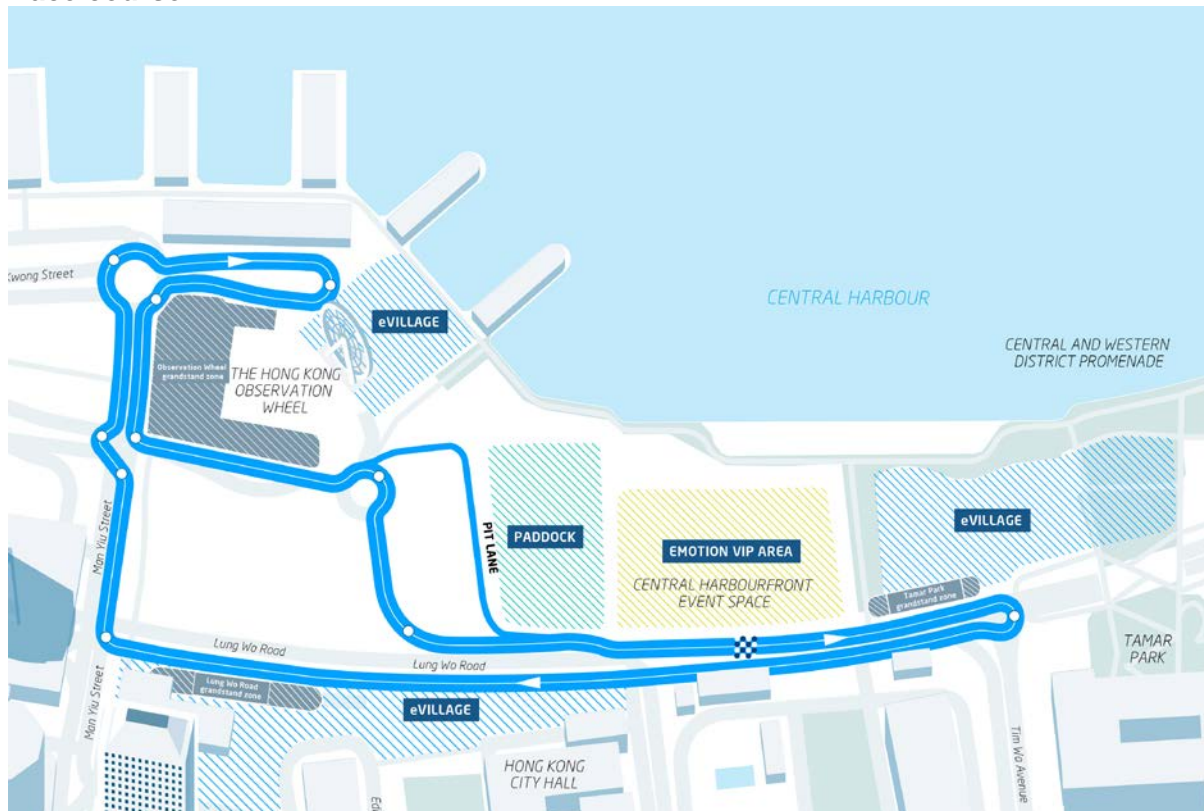 Kwong Street
Observation Wheel
grandstand zone
THE HONG KONG
OBSERVATION
WHEEL
eVILLAGE
CENTRAL HARBOUR
CENTRAL AND WESTERN
DISTRICT PROMENADE
Man Yiu Street
PIT LANE
PADDOCK
EMOTION VIP AREA
CENTRAL HARBOURFRONT
EVENT SPACE
eVILLAGE
Tamar Park
grandstand zone
TAMAR
PARK
Lung Wo Road
Lung Wo Road
Lung Wo Road
grandstand zone
eVILLAGE
Man Yiu Street
HONG KONG
CITY HALL
Tim Wa Avenue